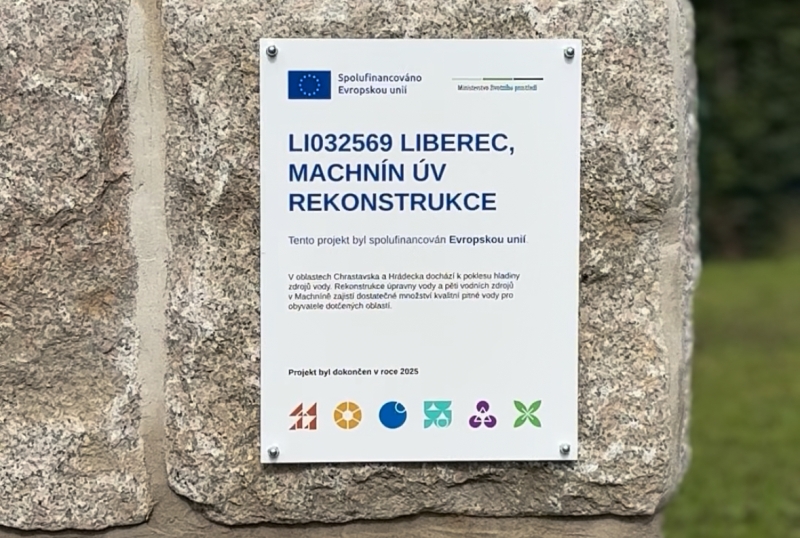 Spolufinancováno
Evropskou unií
Ministerstvo životního prostředí
LI032569 LIBEREC,
MACHNÍN ÚV
REKONSTRUKCE
Tento projekt byl spolufinancován Evropskou unií
V oblastech Chrastavska a Hrádecka dochází k poklesu hladiny
zdrojů vody. Rekonstrukce úpravny vody a pěti vodních zdrojů
v Machníně zajistí dostatečné množství kvalitní pitné vody pro
obyvatele dotčených oblastí.
Projekt byl dokončen v roce 2025